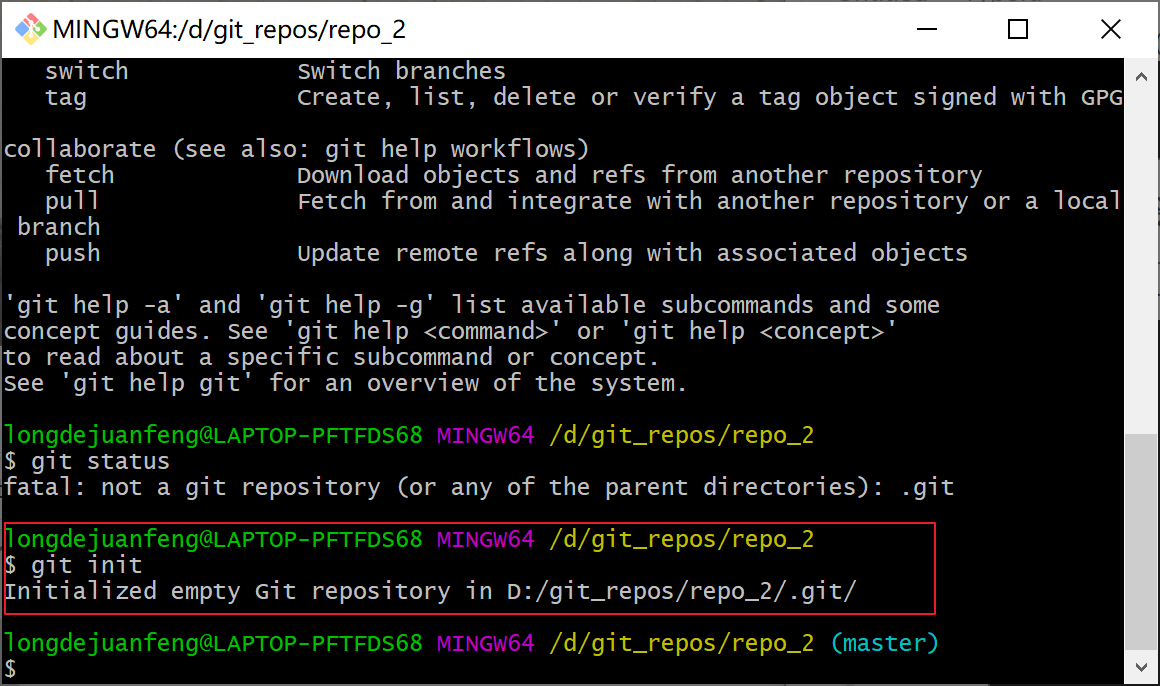 MINGW64:/d/git_repos/repo_2
switch Switch branches
tag Create, list, delete or verify a tag object signed with GPG
collaborate (see also: git help workflows)
fetch Download objects and refs from another repository
pull Fetch from and integrate with another repository or a local
branch
push Update remote refs along with associated objects
'git help -a' and 'git help -g' list available subcommands and some
concept guides. See 'git help <command>' or 'git help <concept>'
to read about a specific subcommand or concept.
See 'git help git' for an overview of the system.
longdejuanfeng@LAPTOP-PFTFDS68 MINGW64 /d/git_repos/repo_2
$ git status
fatal: not a git repository (or any of the parent directories): .git
longdejuanfeng@LAPTOP-PFTFDS68 MINGW64 /d/git_repos/repo_2
$ git init
Initialized empty Git repository in D:/git_repos/repo_2/.git/
longdejuanfeng@LAPTOP-PFTFDS68 MINGW64 /d/git_repos/repo_2 (master)
$